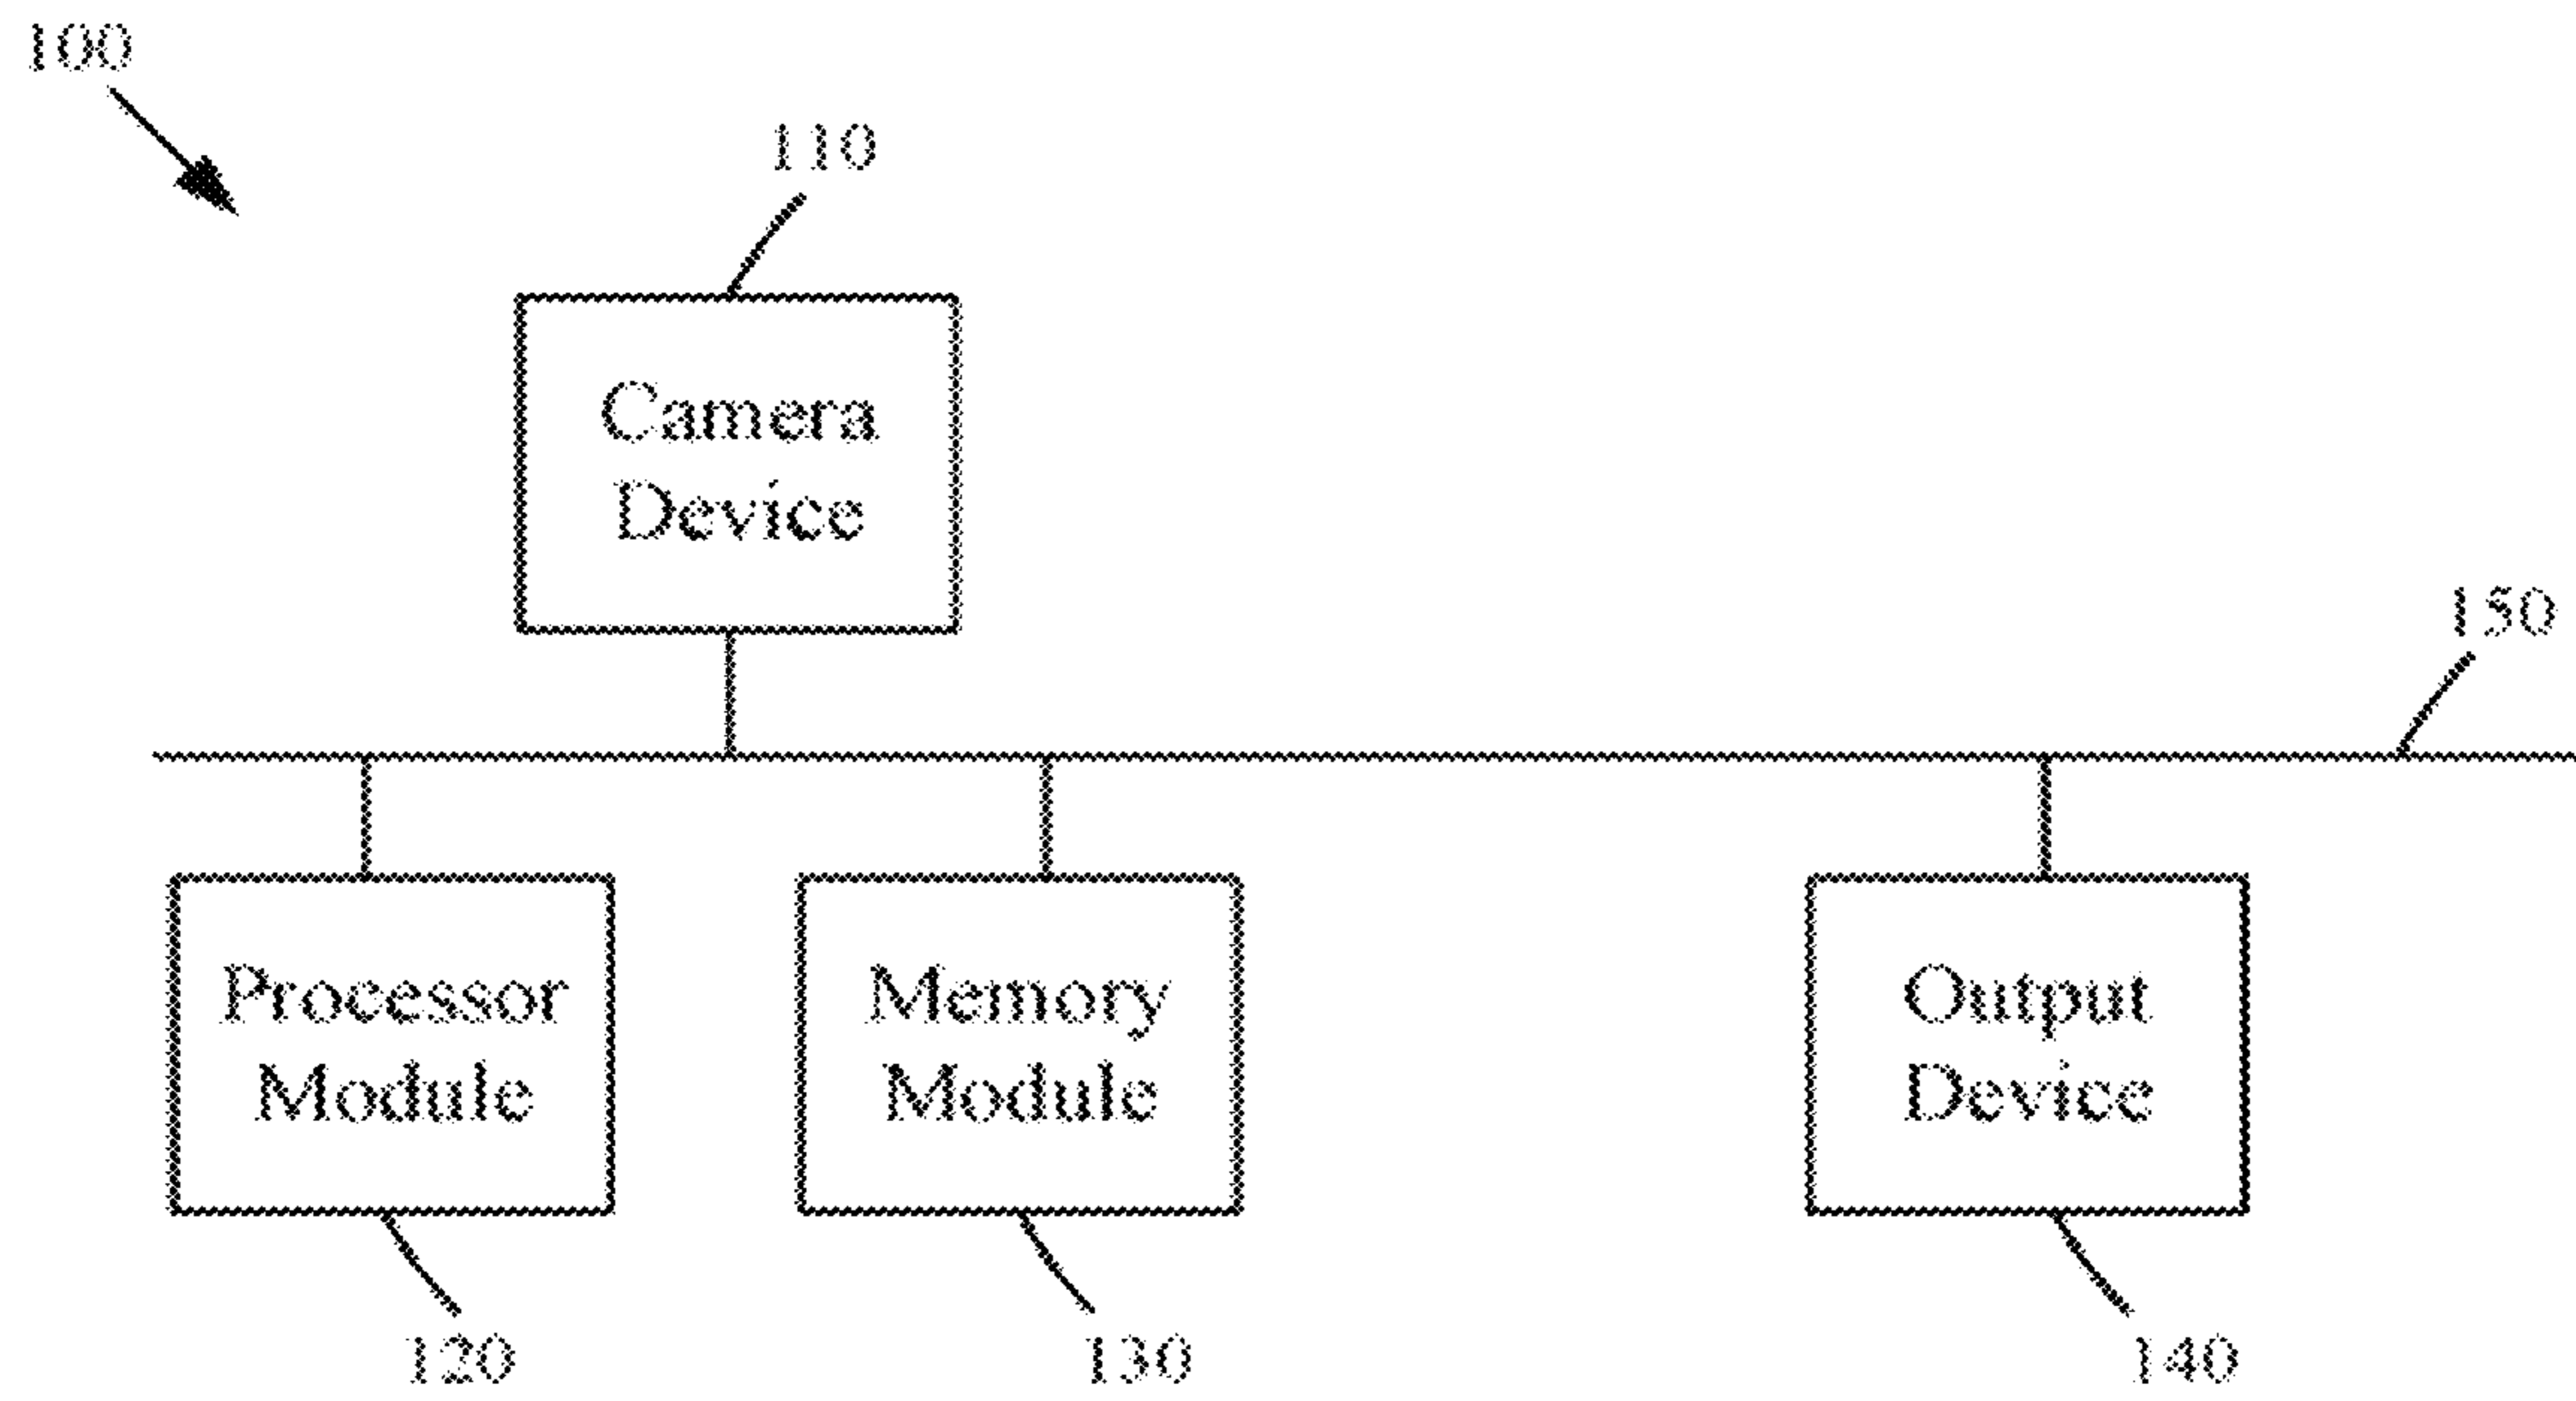 100
110
Camera
Device
150
Processor
Module
Memory
Module
Output
Device
120
130
140